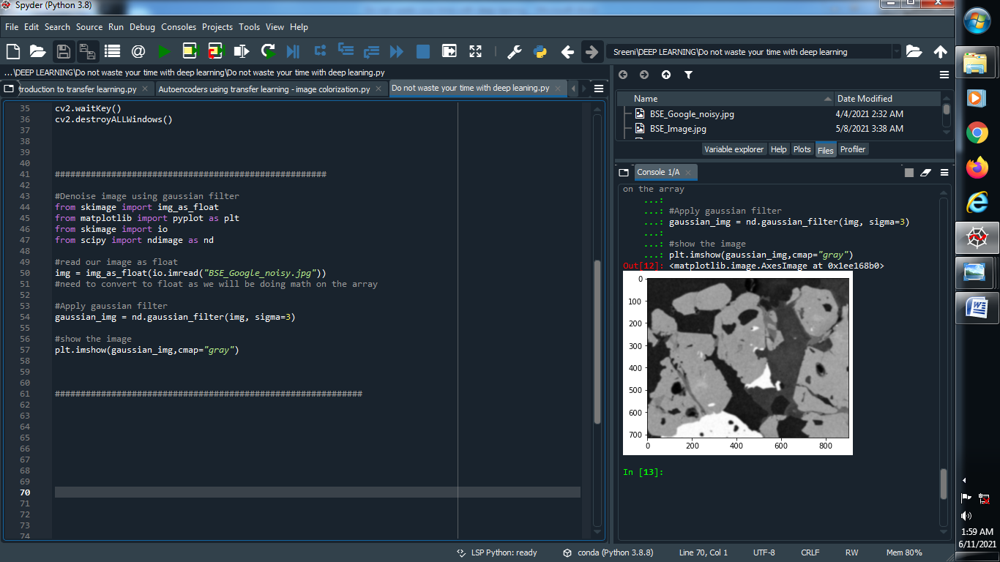 Spyder (Python 3.8)
File Edit Search Source Run Debug Consoles Projects Tools View Help
Sreeni\DEEP LEARNING\Do not waste your time with deep learning
...\DEEP LEARNING\Do not waste your time with deep learning\Do not waste your time with deep leaning.py
troduction to transfer learning.py
Autoencoders using transfer learning - image colorization.py
Do not waste your time with deep leaning.py
35 cv2.waitKey()
36 cv2.destroyALLWindows()
37
38
39
40
41 #####################################################
42
43 #Denoise image using gaussian filter
44 from skimage import img_as_float
45 from matplotlib import pyplot as plt
46 from skimage import io
47 from scipy import ndimage as nd
48
49 #read our image as float
50 img = img_as_float(io.imread("BSE_Google_noisy.jpg"))
51 #need to convert to float as we will be doing math on the array
52
53 #Apply gaussian filter
54 gaussian_img = nd.gaussian_filter(img, sigma=3)
55
56 #show the image
57 plt.imshow(gaussian_img,cmap="gray")
58
59
60
61 ############################################################
62
63
64
65
66
67
68
69
70
71
72
73
74
Name Date Modified
BSE_Google_noisy.jpg 4/4/2021 2:32 AM
BSE_Image.jpg 5/8/2021 3:38 AM
Variable explorer Help Plots Files Profiler
Console 1/A
on the array
...:
...: #Apply gaussian filter
...: gaussian_img = nd.gaussian_filter(img, sigma=3)
...:
...: #show the image
...: plt.imshow(gaussian_img,cmap="gray")
Out[12]: <matplotlib.image.AxesImage at 0x1ee168b0>
0
100
200
300
400
500
600
700
0 200 400 600 800
In [13]:
LSP Python: ready conda (Python 3.8.8) Line 70, Col 1 UTF-8 CRLF RW Mem 80%
1:59 AM
6/11/2021